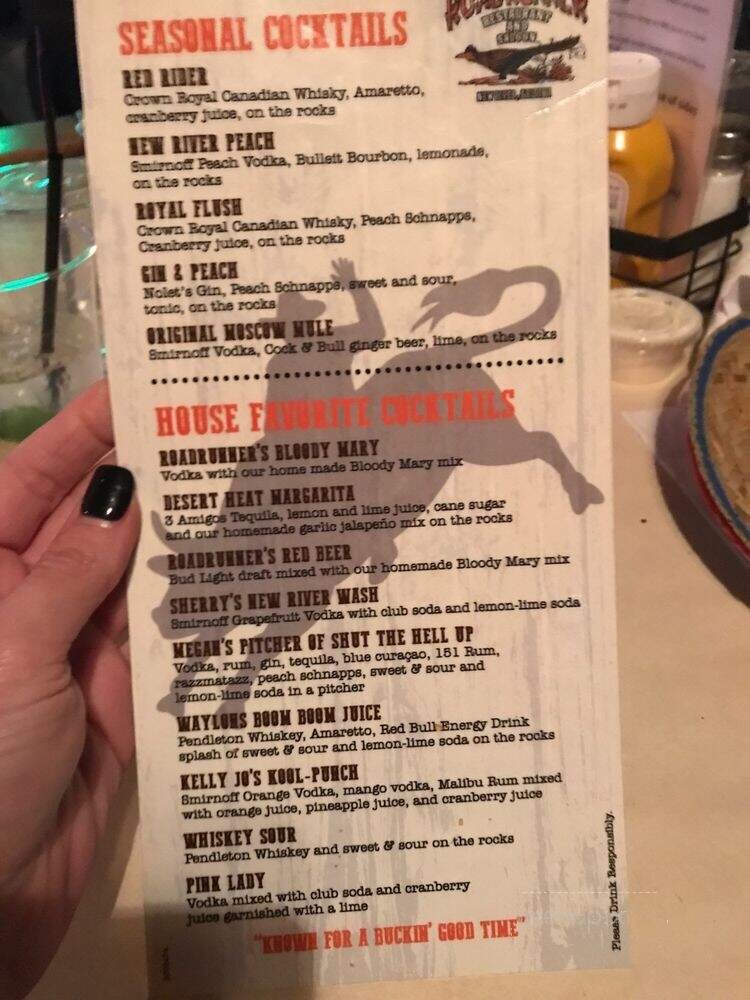 SEASONAL COCKTAILS
ROADRUNNER
RESTAURANT
AND
SALOON
NEW RIVER, ARIZONA
RED RIDER
Crown Royal Canadian Whisky, Amaretto,
cranberry juice, on the rocks
NEW RIVER PEACH
Smirnoff Peach Vodka, Bulleit Bourbon, lemonade,
on the rocks
ROYAL FLUSH
Crown Royal Canadian Whisky, Peach Schnapps,
Cranberry juice, on the rocks
GIN & PEACH
Nolet's Gin, Peach Schnapps, sweet and sour,
tonic, on the rocks
ORIGINAL MOSCOW MULE
Smirnoff Vodka, Cock & Bull ginger beer, lime, on the rocks
HOUSE FAVORITE COCKTAILS
ROADRUNNER'S BLOODY MARY
Vodka with our home made Bloody Mary mix
DESERT HEAT MARGARITA
3 Amigos Tequila, lemon and lime juice, cane sugar
and our homemade garlic jalapeño mix on the rocks
ROADRUNNER'S RED BEER
Bud Light draft mixed with our homemade Bloody Mary mix
SHERRY'S NEW RIVER WASH
Smirnoff Grapefruit Vodka with club soda and lemon-lime soda
MEGAN'S PITCHER OF SHUT THE HELL UP
Vodka, rum, gin, tequila, blue curaçao, 151 Rum,
razzmatazz, peach schnapps, sweet & sour and
lemon-lime soda in a pitcher
WAYLONS BOOM BOOM JUICE
Pendleton Whiskey, Amaretto, Red Bull Energy Drink
splash of sweet & sour and lemon-lime soda on the rocks
KELLY JO'S KOOL-PUNCH
Smirnoff Orange Vodka, mango vodka, Malibu Rum mixed
with orange juice, pineapple juice, and cranberry juice
WHISKEY SOUR
Pendleton Whiskey and sweet & sour on the rocks
PINK LADY
Vodka mixed with club soda and cranberry
juice garnished with a lime
"KNOWN FOR A BUCKIN' GOOD TIME"
Please Drink Responsibly.